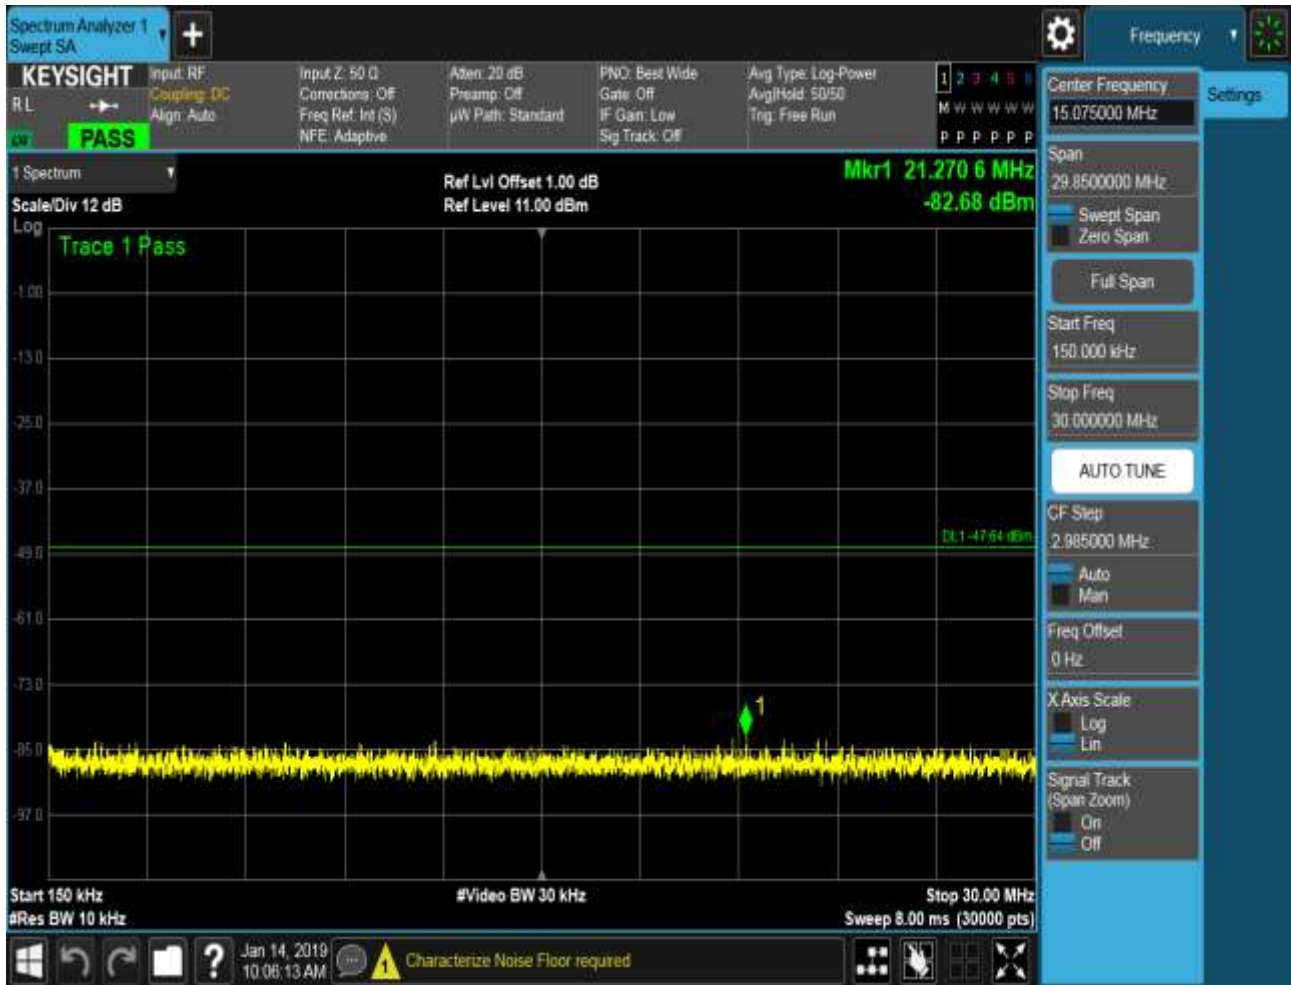 Spectrum Analyzer 1
Swept SA
+
Frequency
KEYSIGHT
R L
PASS
Input: RF
Coupling: DC
Align: Auto
Input Z: 50 Ω
Corrections: Off
Freq Ref: Int (S)
NFE: Adaptive
Atten: 20 dB
Preamp: Off
µW Path: Standard
PNO: Best Wide
Gate: Off
IF Gain: Low
Sig Track: Off
Avg Type: Log-Power
Avg|Hold: 50/50
Trig: Free Run
1 2 3 4 5 6
M W W W W W
P P P P P P
1 Spectrum
Scale/Div 12 dB
Log
Ref Lvl Offset 1.00 dB
Ref Level 11.00 dBm
Mkr1 21.270 6 MHz
-82.68 dBm
Trace 1 Pass
-1.00
-13.0
-25.0
-37.0
-49.0
DL1 -47.64 dBm
-61.0
-73.0
1
-85.0
-97.0
Start 150 kHz
#Res BW 10 kHz
#Video BW 30 kHz
Stop 30.00 MHz
Sweep 8.00 ms (30000 pts)
Center Frequency
15.075000 MHz
Settings
Span
29.8500000 MHz
Swept Span
Zero Span
Full Span
Start Freq
150.000 kHz
Stop Freq
30.000000 MHz
AUTO TUNE
CF Step
2.985000 MHz
Auto
Man
Freq Offset
0 Hz
X Axis Scale
Log
Lin
Signal Track
(Span Zoom)
On
Off
?
Jan 14, 2019
10:06:13 AM
1
Characterize Noise Floor required